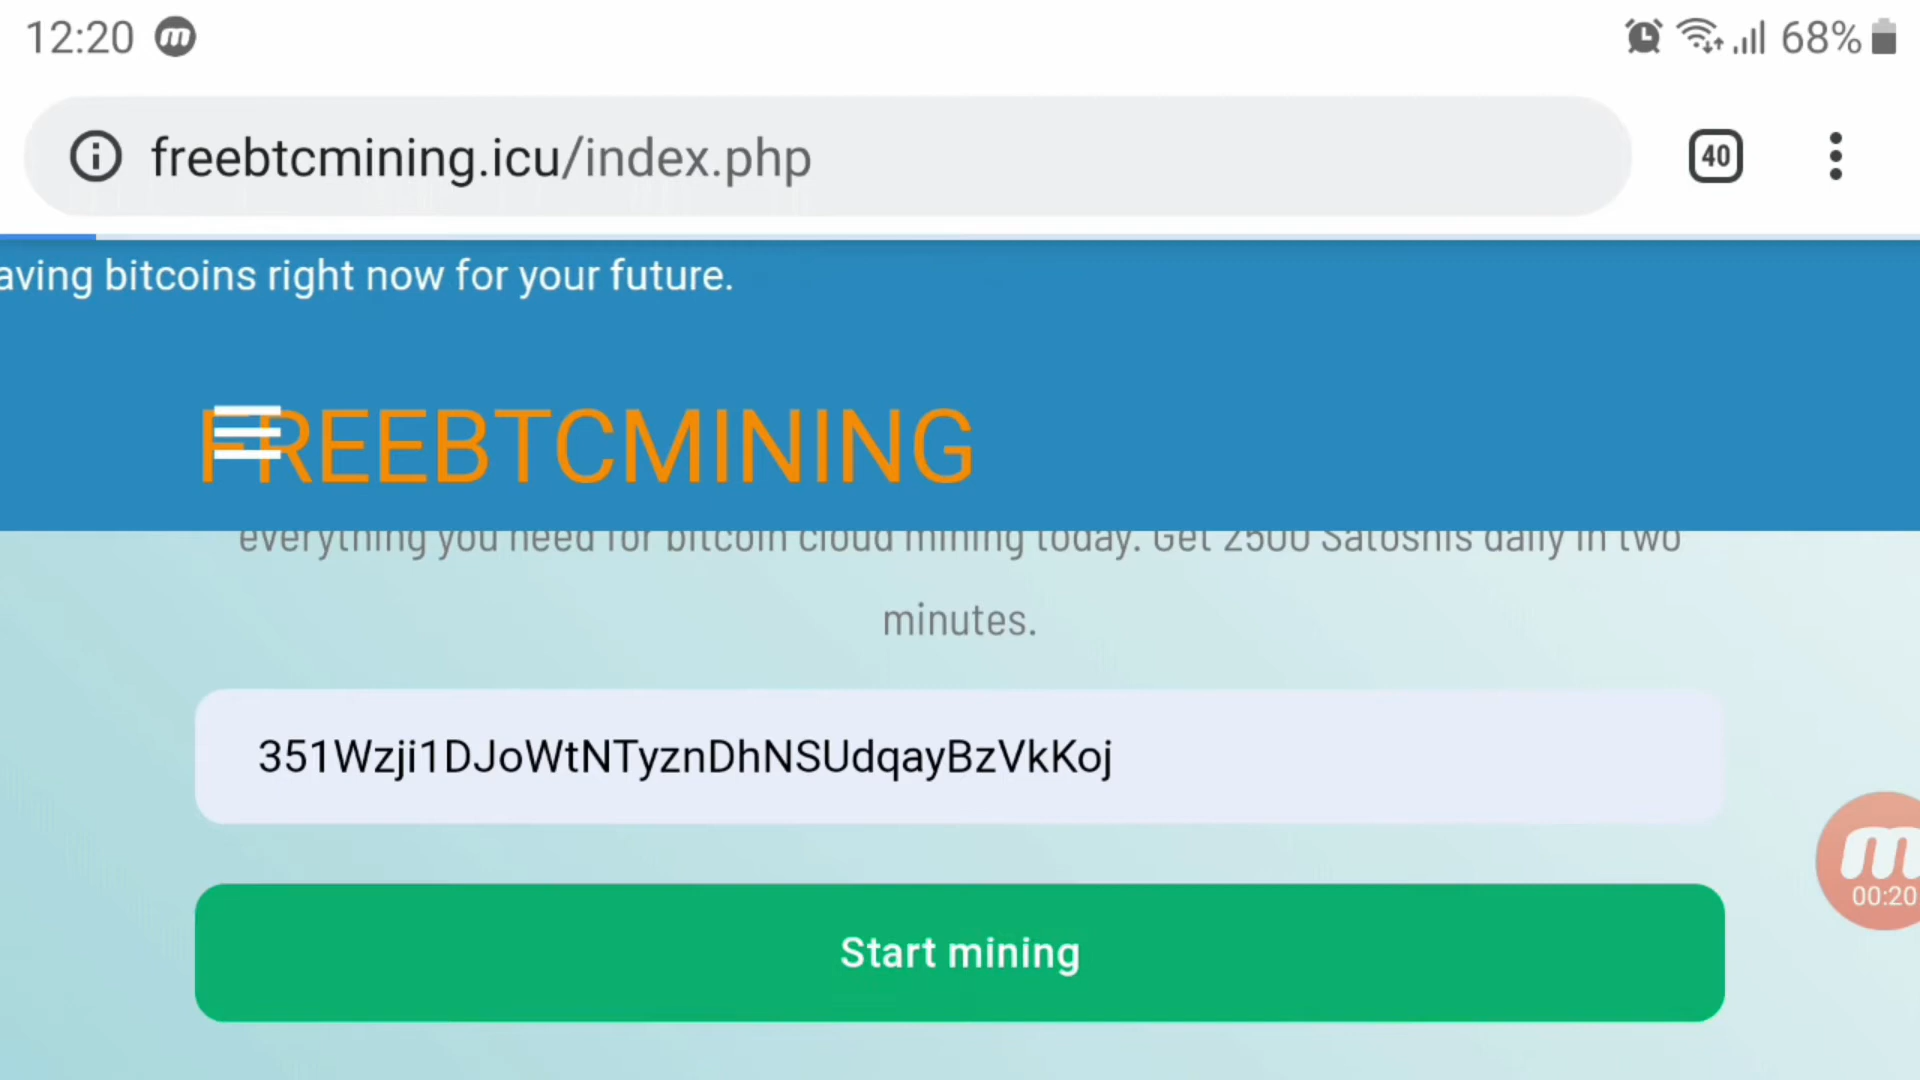 12:20 m 68%
freebtcmining.icu/index.php 40
aving bitcoins right now for your future.
FREEBTCMINING
everything you need for bitcoin cloud mining today. Get 2500 Satoshis daily in two
minutes.
351Wzji1DJoWtNTyznDhNSUdqayBzVkKoj
m
00:20
Start mining